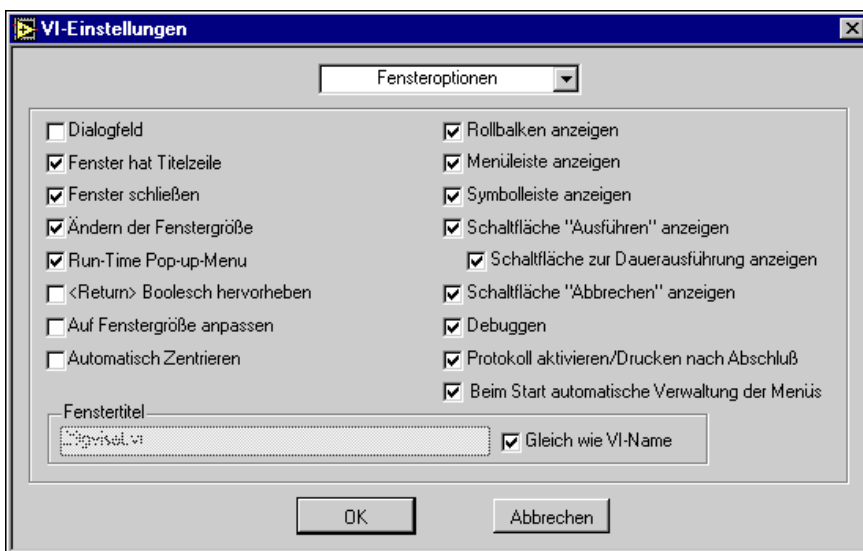 VI-Einstellungen
Fensteroptionen
Dialogfeld
Fenster hat Titelzeile
Fenster schließen
Ändern der Fenstergröße
Run-Time Pop-up-Menu
<Return> Boolesch hervorheben
Auf Fenstergröße anpassen
Automatisch Zentrieren
Rollbalken anzeigen
Menüleiste anzeigen
Symbolleiste anzeigen
Schaltfläche "Ausführen" anzeigen
Schaltfläche zur Dauerausführung anzeigen
Schaltfläche "Abbrechen" anzeigen
Debuggen
Protokoll aktivieren/Drucken nach Abschluß
Beim Start automatische Verwaltung der Menüs
Fenstertitel
Gleich wie VI-Name
OK
Abbrechen